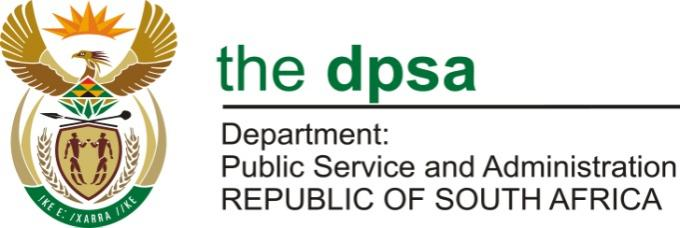 the dpsa
Department:
Public Service and Administration
REPUBLIC OF SOUTH AFRICA
!KE E: /XARRA //KE